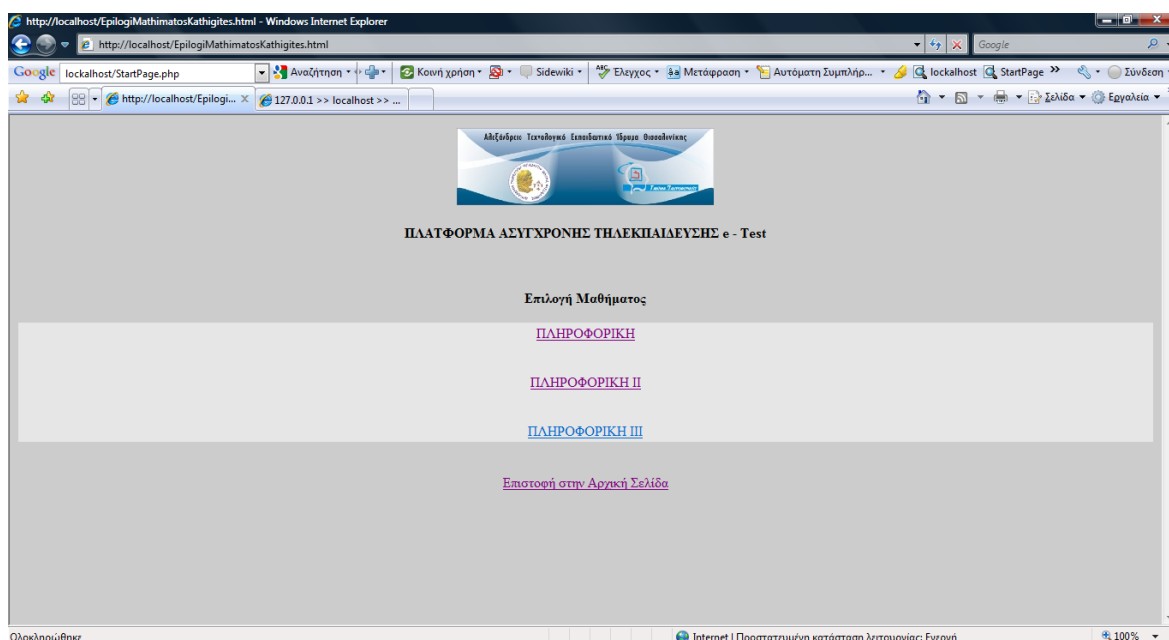 http://localhost/EpilogiMathimatosKathigites.html - Windows Internet Explorer
http://localhost/EpilogiMathimatosKathigites.html
Google
Google lockalhost/StartPage.php Αναζήτηση Κοινή χρήση Sidewiki Έλεγχος Μετάφραση Αυτόματη Συμπλήρ... lockalhost StartPage Σύνδεση
http://localhost/Epilogi... 127.0.0.1 >> localhost >> ... Σελίδα Εργαλεία
Αλεξάνδρειο Τεχνολογικό Εκπαιδευτικό Ίδρυμα Θεσσαλονίκης
ΠΛΑΤΦΟΡΜΑ ΑΣΥΓΧΡΟΝΗΣ ΤΗΛΕΚΠΑΙΔΕΥΣΗΣ e - Test
Επιλογή Μαθήματος
ΠΛΗΡΟΦΟΡΙΚΗ
ΠΛΗΡΟΦΟΡΙΚΗ ΙΙ
ΠΛΗΡΟΦΟΡΙΚΗ ΙΙΙ
Επιστοφή στην Αρχική Σελίδα
Ολοκληρώθηκε Internet | Προστατευμένη κατάσταση λειτουργίας: Ενεργή 100%